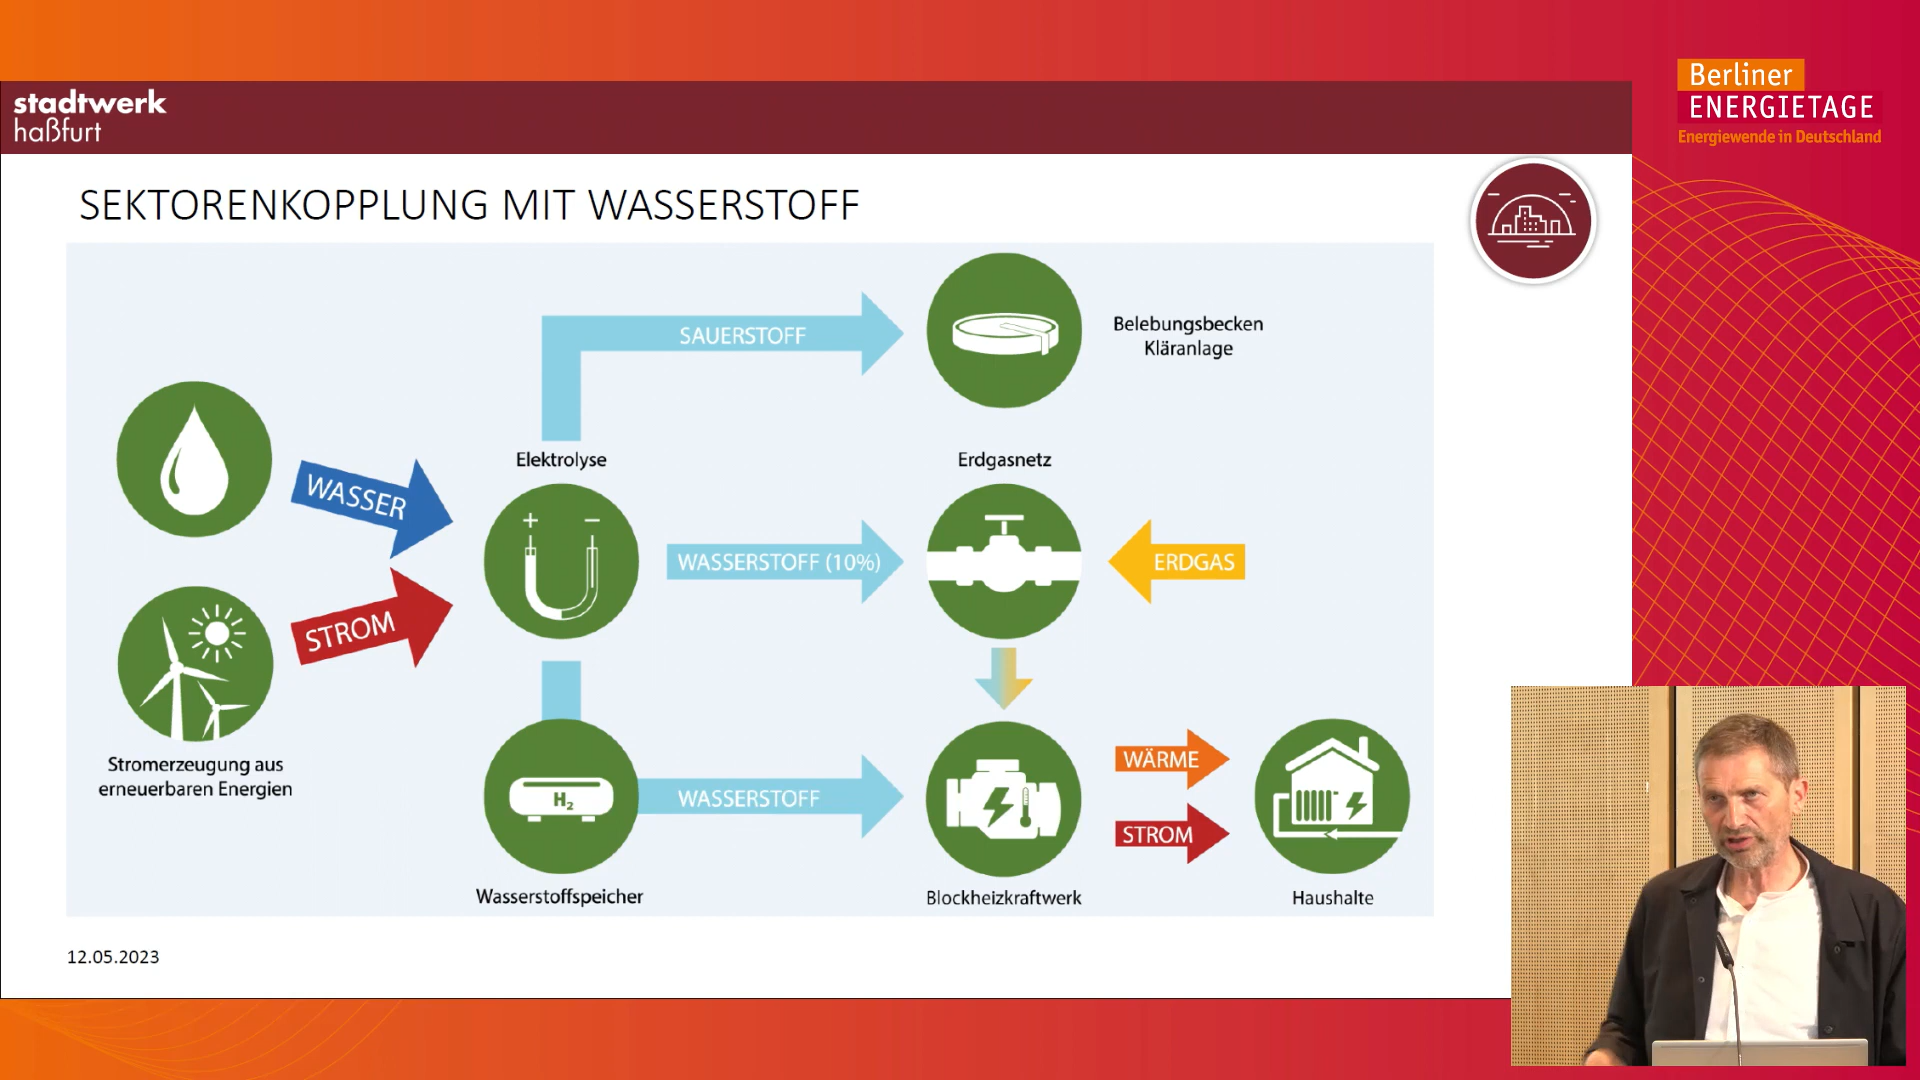 Berliner
ENERGIETAGE
Energiewende in Deutschland
stadtwerk
haßfurt
SEKTORENKOPPLUNG MIT WASSERSTOFF
SAUERSTOFF
Belebungsbecken
Kläranlage
WASSER
Elektrolyse
Erdgasnetz
+ −
WASSERSTOFF (10%)
ERDGAS
STROM
Stromerzeugung aus
erneuerbaren Energien
H2
WASSERSTOFF
WÄRME
STROM
Wasserstoffspeicher
Blockheizkraftwerk
Haushalte
12.05.2023